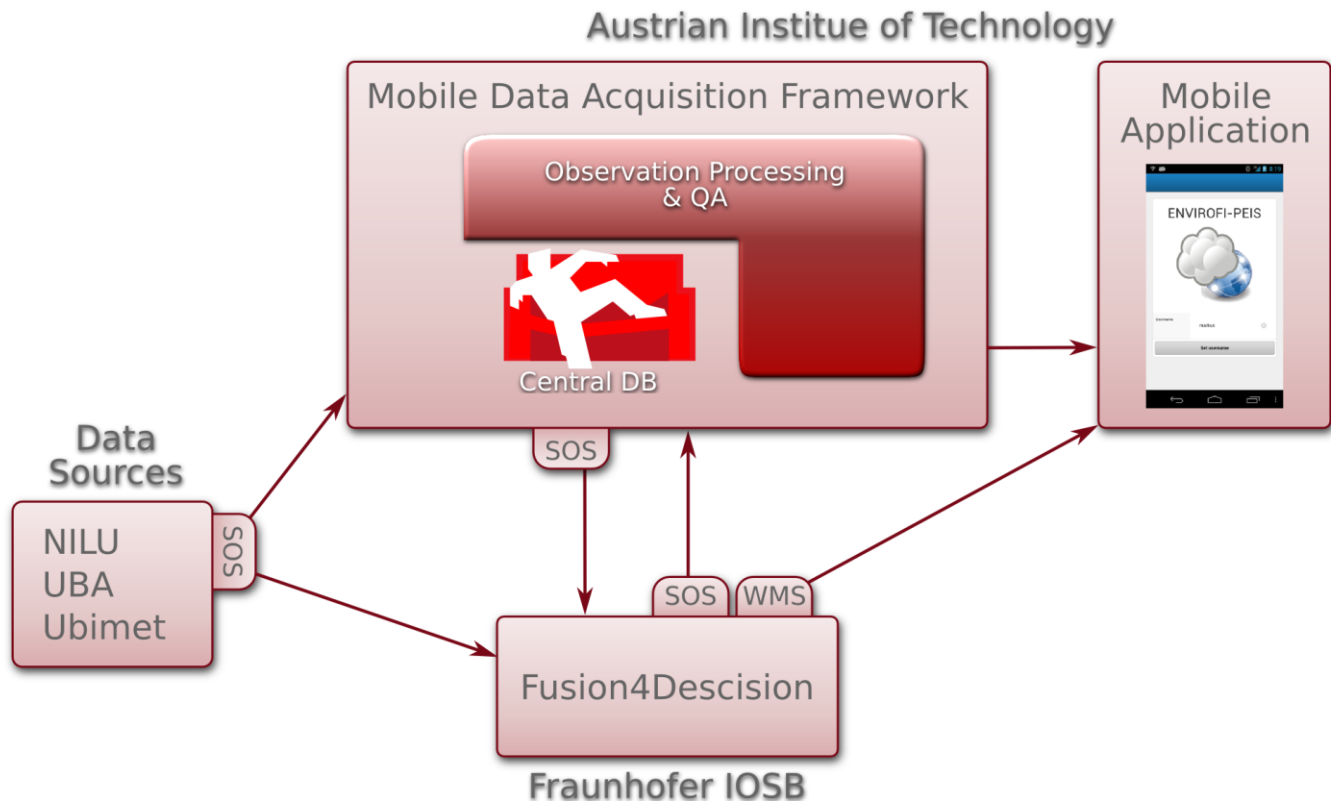 Austrian Institue of Technology
Mobile Data Acquisition Framework
Observation Processing
& QA
Central DB
SOS
Mobile
Application
ENVIROFI-PEIS
Data
Sources
NILU
UBA
Ubimet
SOS
SOS
WMS
Fusion4Descision
Fraunhofer IOSB